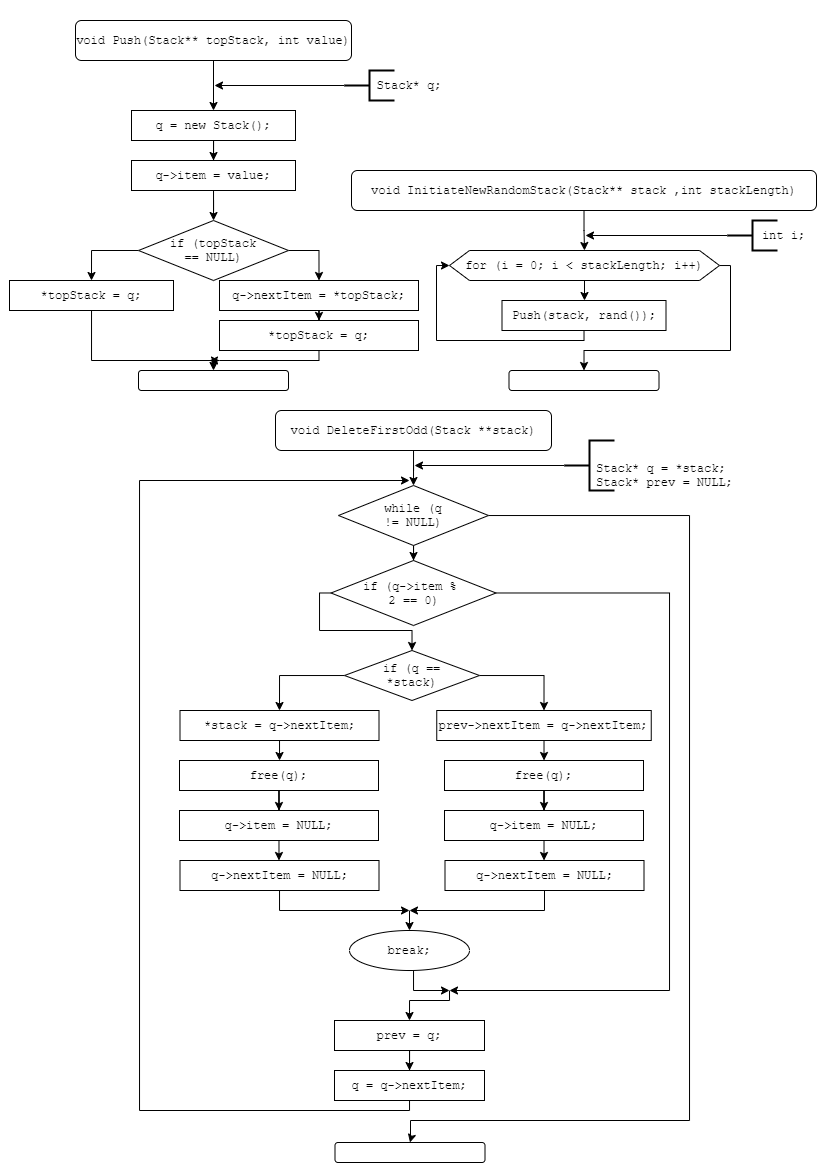 void Push(Stack** topStack, int value)
Stack* q;
q = new Stack();
q->item = value;
if (topStack
== NULL)
*topStack = q;
q->nextItem = *topStack;
*topStack = q;
void InitiateNewRandomStack(Stack** stack ,int stackLength)
int i;
for (i = 0; i < stackLength; i++)
Push(stack, rand());
void DeleteFirstOdd(Stack **stack)
Stack* q = *stack;
Stack* prev = NULL;
while (q
!= NULL)
if (q->item %
2 == 0)
if (q ==
*stack)
*stack = q->nextItem;
free(q);
q->item = NULL;
q->nextItem = NULL;
prev->nextItem = q->nextItem;
free(q);
q->item = NULL;
q->nextItem = NULL;
break;
prev = q;
q = q->nextItem;